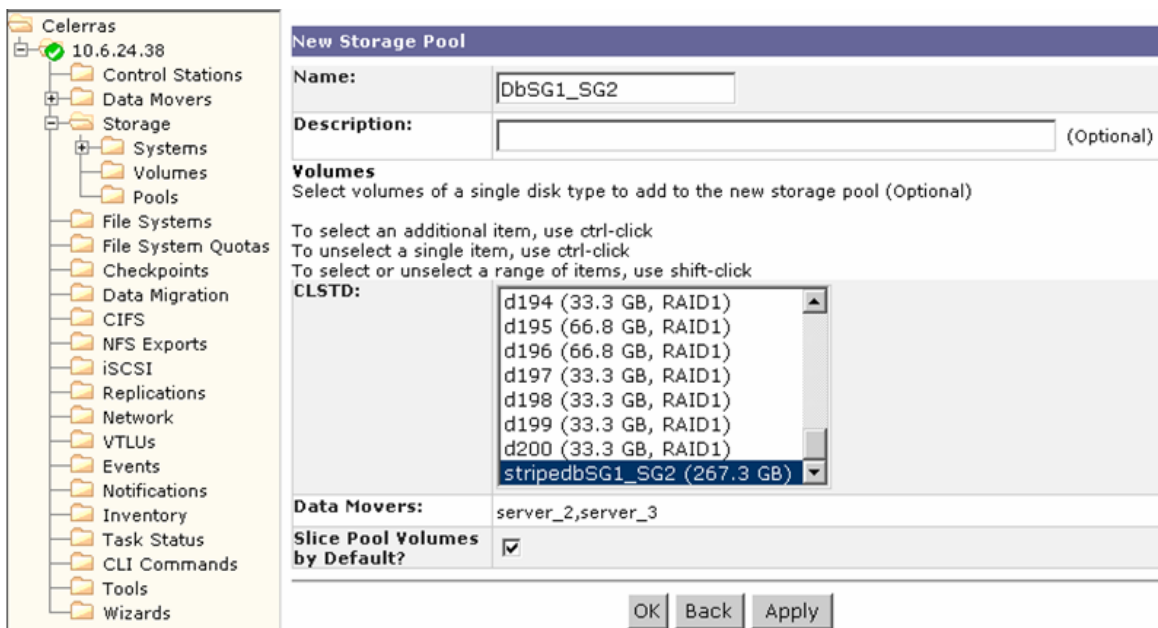 Celerras
10.6.24.38
Control Stations
Data Movers
Storage
Systems
Volumes
Pools
File Systems
File System Quotas
Checkpoints
Data Migration
CIFS
NFS Exports
iSCSI
Replications
Network
VTLUs
Events
Notifications
Inventory
Task Status
CLI Commands
Tools
Wizards
New Storage Pool
Name:
DbSG1_SG2
Description:
(Optional)
Volumes
Select volumes of a single disk type to add to the new storage pool (Optional)
To select an additional item, use ctrl-click
To unselect a single item, use ctrl-click
To select or unselect a range of items, use shift-click
CLSTD:
d194 (33.3 GB, RAID1)
d195 (66.8 GB, RAID1)
d196 (66.8 GB, RAID1)
d197 (33.3 GB, RAID1)
d198 (33.3 GB, RAID1)
d199 (33.3 GB, RAID1)
d200 (33.3 GB, RAID1)
stripedbSG1_SG2 (267.3 GB)
Data Movers:
server_2,server_3
Slice Pool Volumes
by Default?
OK
Back
Apply